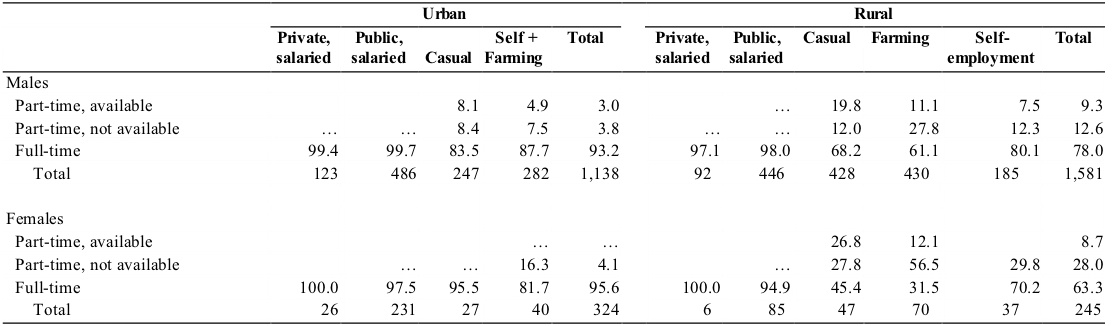 Urban Rural
Private, Public, Self + Total Private, Public, Casual Farming Self- Total
salaried salaried Casual Farming salaried salaried employment
Males
Part-time, available 8.1 4.9 3.0 … 19.8 11.1 7.5 9.3
Part-time, not available … … 8.4 7.5 3.8 … … 12.0 27.8 12.3 12.6
Full-time 99.4 99.7 83.5 87.7 93.2 97.1 98.0 68.2 61.1 80.1 78.0
Total 123 486 247 282 1,138 92 446 428 430 185 1,581
Females
Part-time, available … … 26.8 12.1 8.7
Part-time, not available … … 16.3 4.1 … 27.8 56.5 29.8 28.0
Full-time 100.0 97.5 95.5 81.7 95.6 100.0 94.9 45.4 31.5 70.2 63.3
Total 26 231 27 40 324 6 85 47 70 37 245